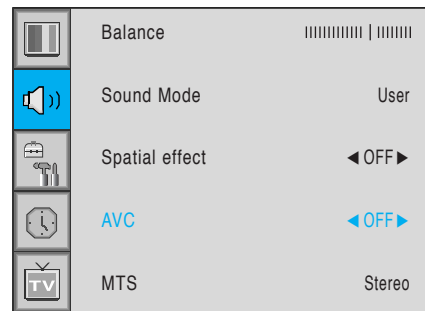 Balance
Sound Mode User
Spatial effect ◀ OFF ▶
AVC ◀ OFF ▶
TV MTS Stereo